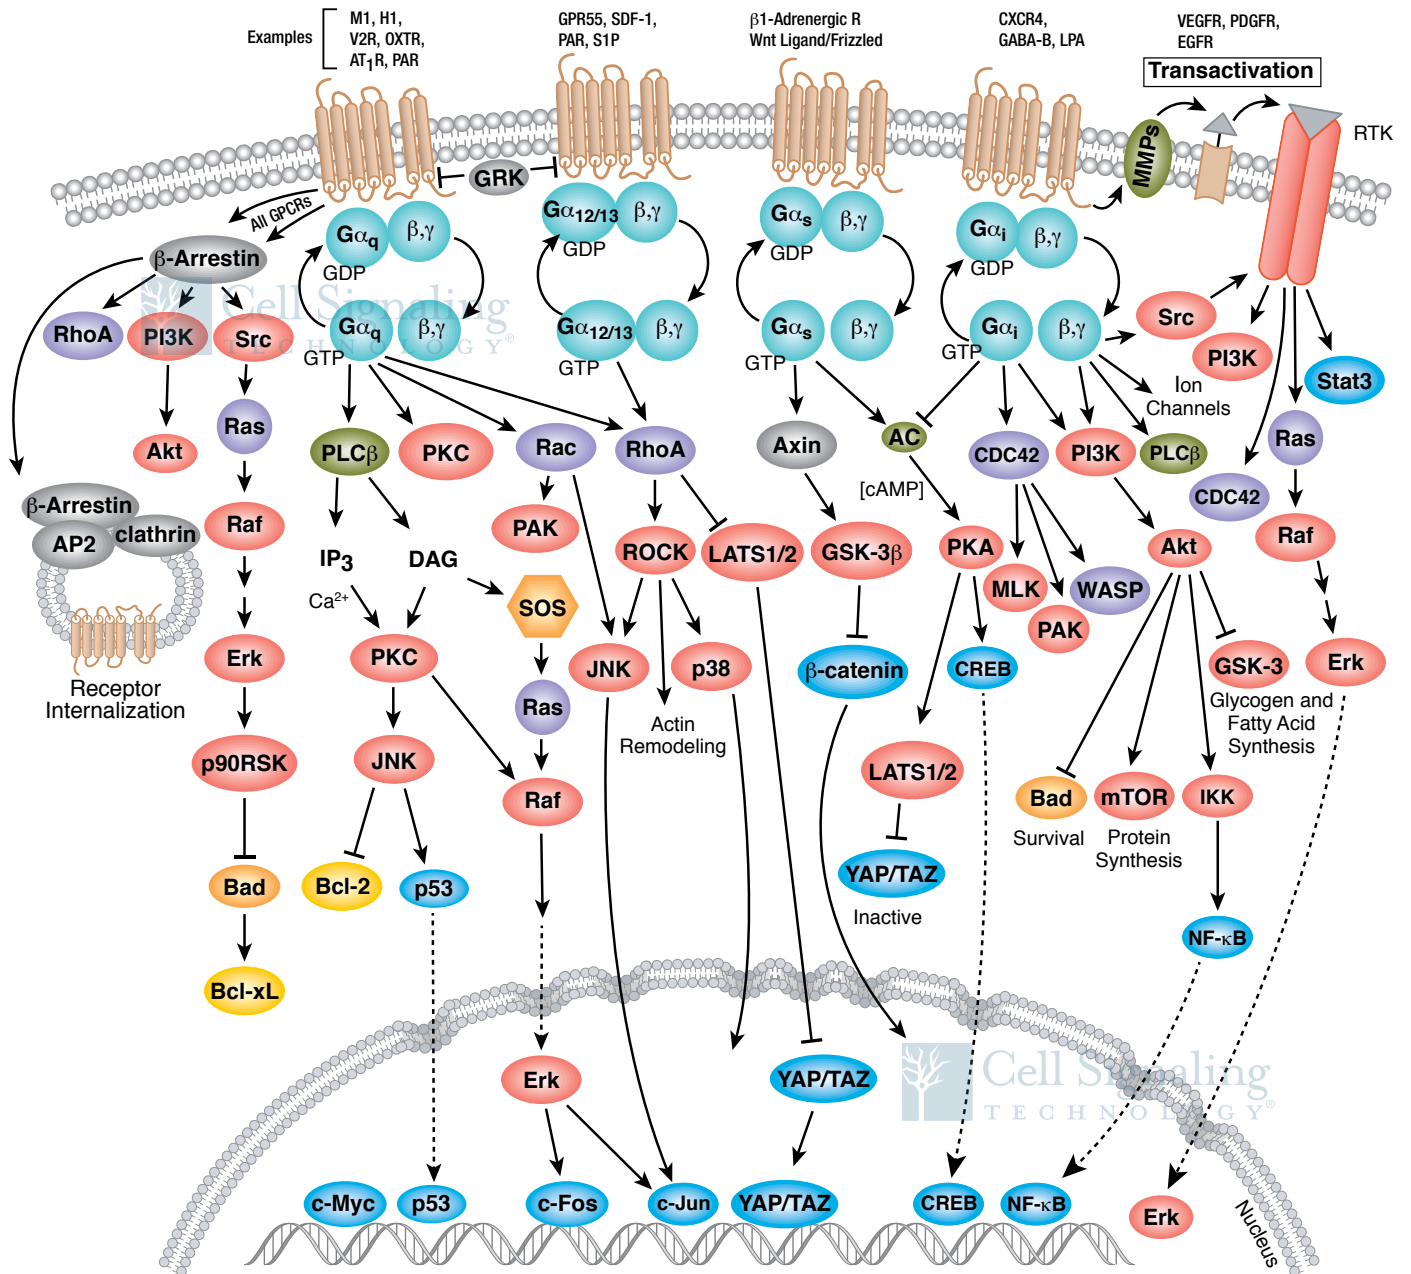 Examples
M1, H1,
V2R, OXTR,
AT1R, PAR
GPR55, SDF-1,
PAR, S1P
β1-Adrenergic R
Wnt Ligand/Frizzled
CXCR4,
GABA-B, LPA
VEGFR, PDGFR,
EGFR
Transactivation
RTK
MMPs
GRK
All GPCRs
β-Arrestin
Gαq
β,γ
GDP
Gα12/13
β,γ
GDP
Gαs
β,γ
GDP
Gαi
β,γ
GDP
Cell Signaling
TECHNOLOGY®
RhoA
PI3K
Src
Gαq
β,γ
GTP
Gα12/13
β,γ
GTP
Gαs
β,γ
GTP
Gαi
β,γ
GTP
Src
PI3K
Stat3
Ion
Channels
Akt
Ras
PLCβ
PKC
Rac
RhoA
Axin
AC
CDC42
PI3K
PLCβ
Ras
CDC42
[cAMP]
β-Arrestin
AP2
clathrin
Raf
PAK
ROCK
LATS1/2
GSK-3β
PKA
Akt
Raf
IP3
DAG
Ca2+
SOS
MLK
WASP
PAK
Receptor
Internalization
Erk
PKC
JNK
p38
β-catenin
CREB
GSK-3
Erk
Glycogen and
Fatty Acid
Synthesis
Ras
Actin
Remodeling
p90RSK
JNK
Raf
LATS1/2
Bad
mTOR
IKK
Survival
Protein
Synthesis
Bad
Bcl-2
p53
YAP/TAZ
Inactive
NF-κB
Bcl-xL
Erk
YAP/TAZ
Cell Signaling
TECHNOLOGY®
c-Myc
p53
c-Fos
c-Jun
YAP/TAZ
CREB
NF-κB
Erk
Nucleus